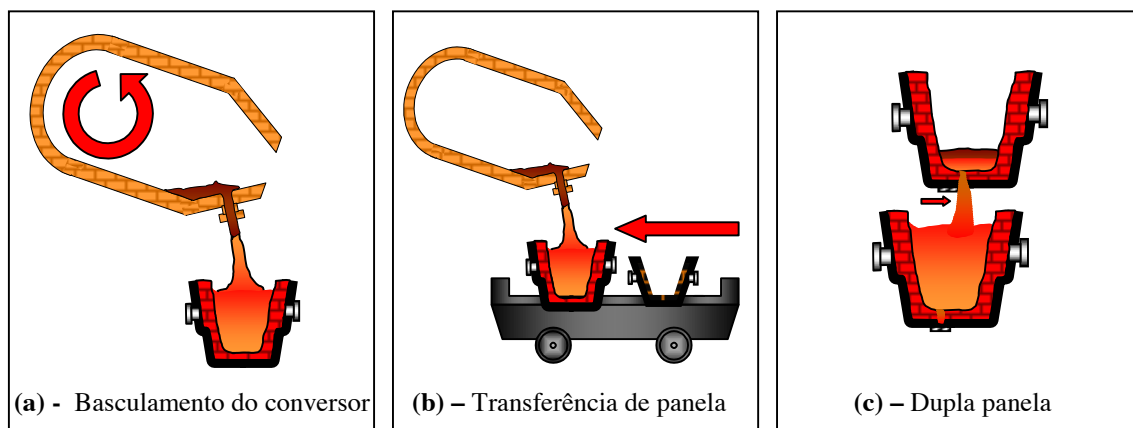 (a) - Basculamento do conversor
(b) – Transferência de panela
(c) – Dupla panela